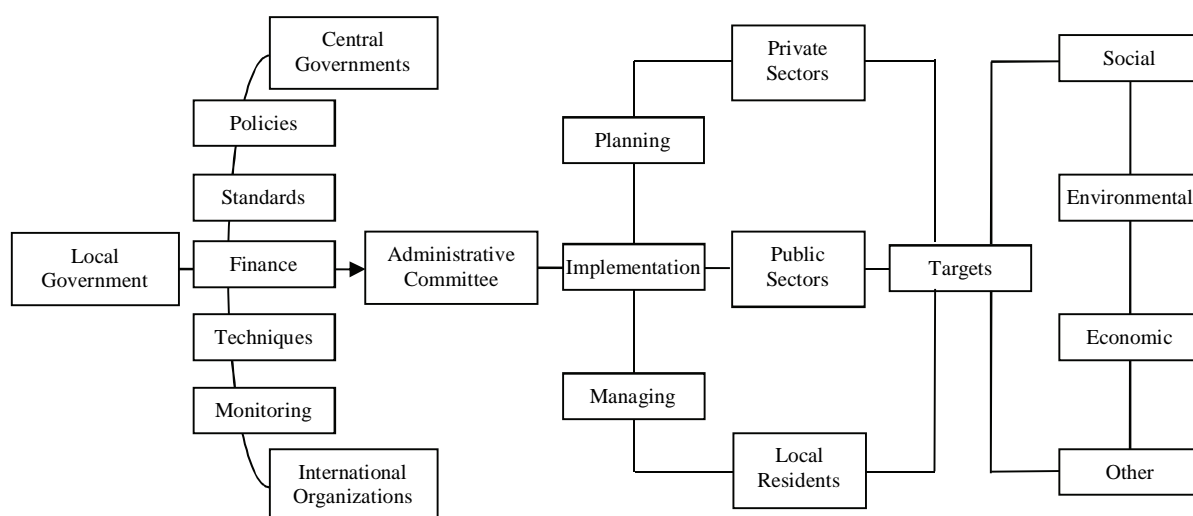 Central
Governments
Policies
Standards
Local
Government
Finance
Techniques
Monitoring
International
Organizations
Administrative
Committee
Planning
Implementation
Managing
Private
Sectors
Public
Sectors
Local
Residents
Targets
Social
Environmental
Economic
Other